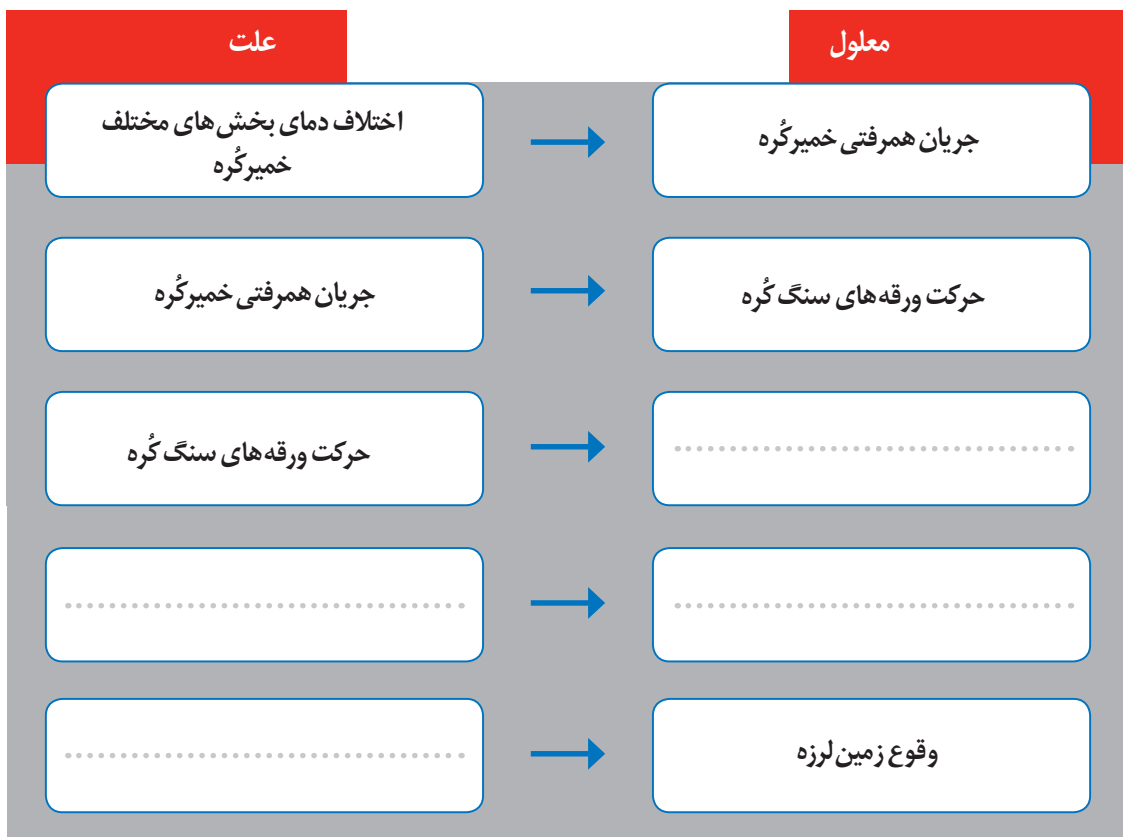 علت
معلول
اختلاف دمای بخش‌های مختلف
خمیرکُره
جریان همرفتی خمیرکُره
جریان همرفتی خمیرکُره
حرکت ورقه‌های سنگ کُره
حرکت ورقه‌های سنگ کُره
....................................
....................................
....................................
....................................
وقوع زمین‌لرزه